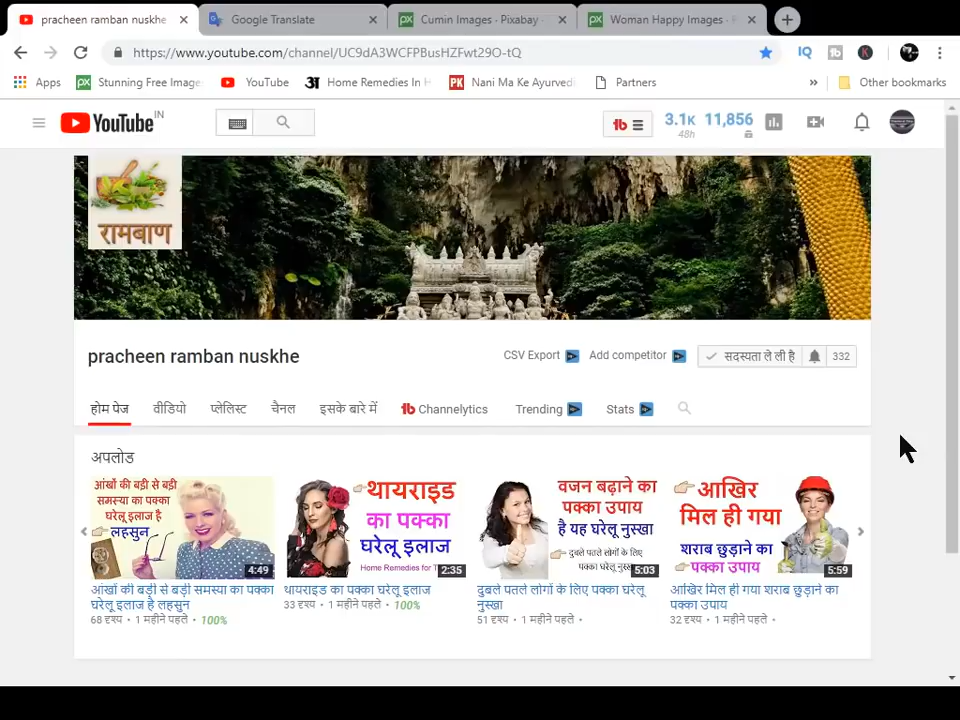 pracheen ramban nuskhe
Google Translate
Cumin Images · Pixabay ·
Woman Happy Images · P
https://www.youtube.com/channel/UC9dA3WCFPBusHZFwt29O-tQ
IQ
tb
K
Apps
Stunning Free Image
YouTube
Home Remedies In H
PK Nani Ma Ke Ayurved
Partners
»
Other bookmarks
YouTube IN
tb
3.1K
48h
11,856
रामबाण
pracheen ramban nuskhe
CSV Export
Add competitor
सदस्यता ले ली है
332
होम पेज
वीडियो
प्लेलिस्ट
चैनल
इसके बारे में
tb Channelytics
Trending
Stats
अपलोड
आंखों की बड़ी से बड़ी
समस्या का पक्का
घरेलू इलाज है
लहसुन
4:49
थायराइड
का पक्का
घरेलू इलाज
Home Remedies for T
2:35
वजन बढ़ाने का
पक्का उपाय
है यह घरेलू नुस्खा
दुबले पतले लोगों के लिए
पक्का घरेलू नुस्खा
5:03
आखिर
मिल ही गया
शराब छुड़ाने का
पक्का उपाय
5:59
आंखों की बड़ी से बड़ी समस्या का पक्का
घरेलू इलाज है लहसुन
68 दृश्य • 1 महीने पहले • 100%
थायराइड का पक्का घरेलू इलाज
33 दृश्य • 1 महीने पहले • 100%
दुबले पतले लोगों के लिए पक्का घरेलू
नुस्खा
51 दृश्य • 1 महीने पहले •
आखिर मिल ही गया शराब छुड़ाने का
पक्का उपाय
32 दृश्य • 1 महीने पहले •